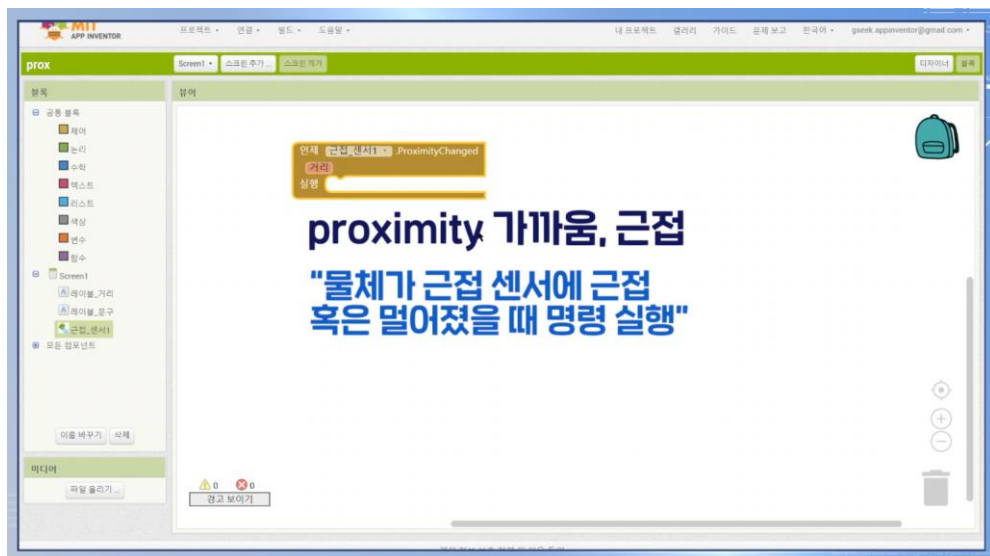 MIT
APP INVENTOR
프로젝트 연결 빌드 도움말
내 프로젝트 갤러리 가이드 문제 보고 한국어 gseek.appinventor@gmail.com
prox
Screen1 스크린 추가... 스크린 제거
디자이너 블록
블록
뷰어
공통 블록
제어
논리
수학
텍스트
리스트
색상
변수
함수
Screen1
레이블_거리
레이블_문구
근접_센서1
모든 컴포넌트
이름 바꾸기 삭제
미디어
파일 올리기...
언제 근접_센서1 .ProximityChanged
거리
실행
proximity 가까움, 근접
"물체가 근접 센서에 근접
혹은 멀어졌을 때 명령 실행"
0 0
경고 보이기